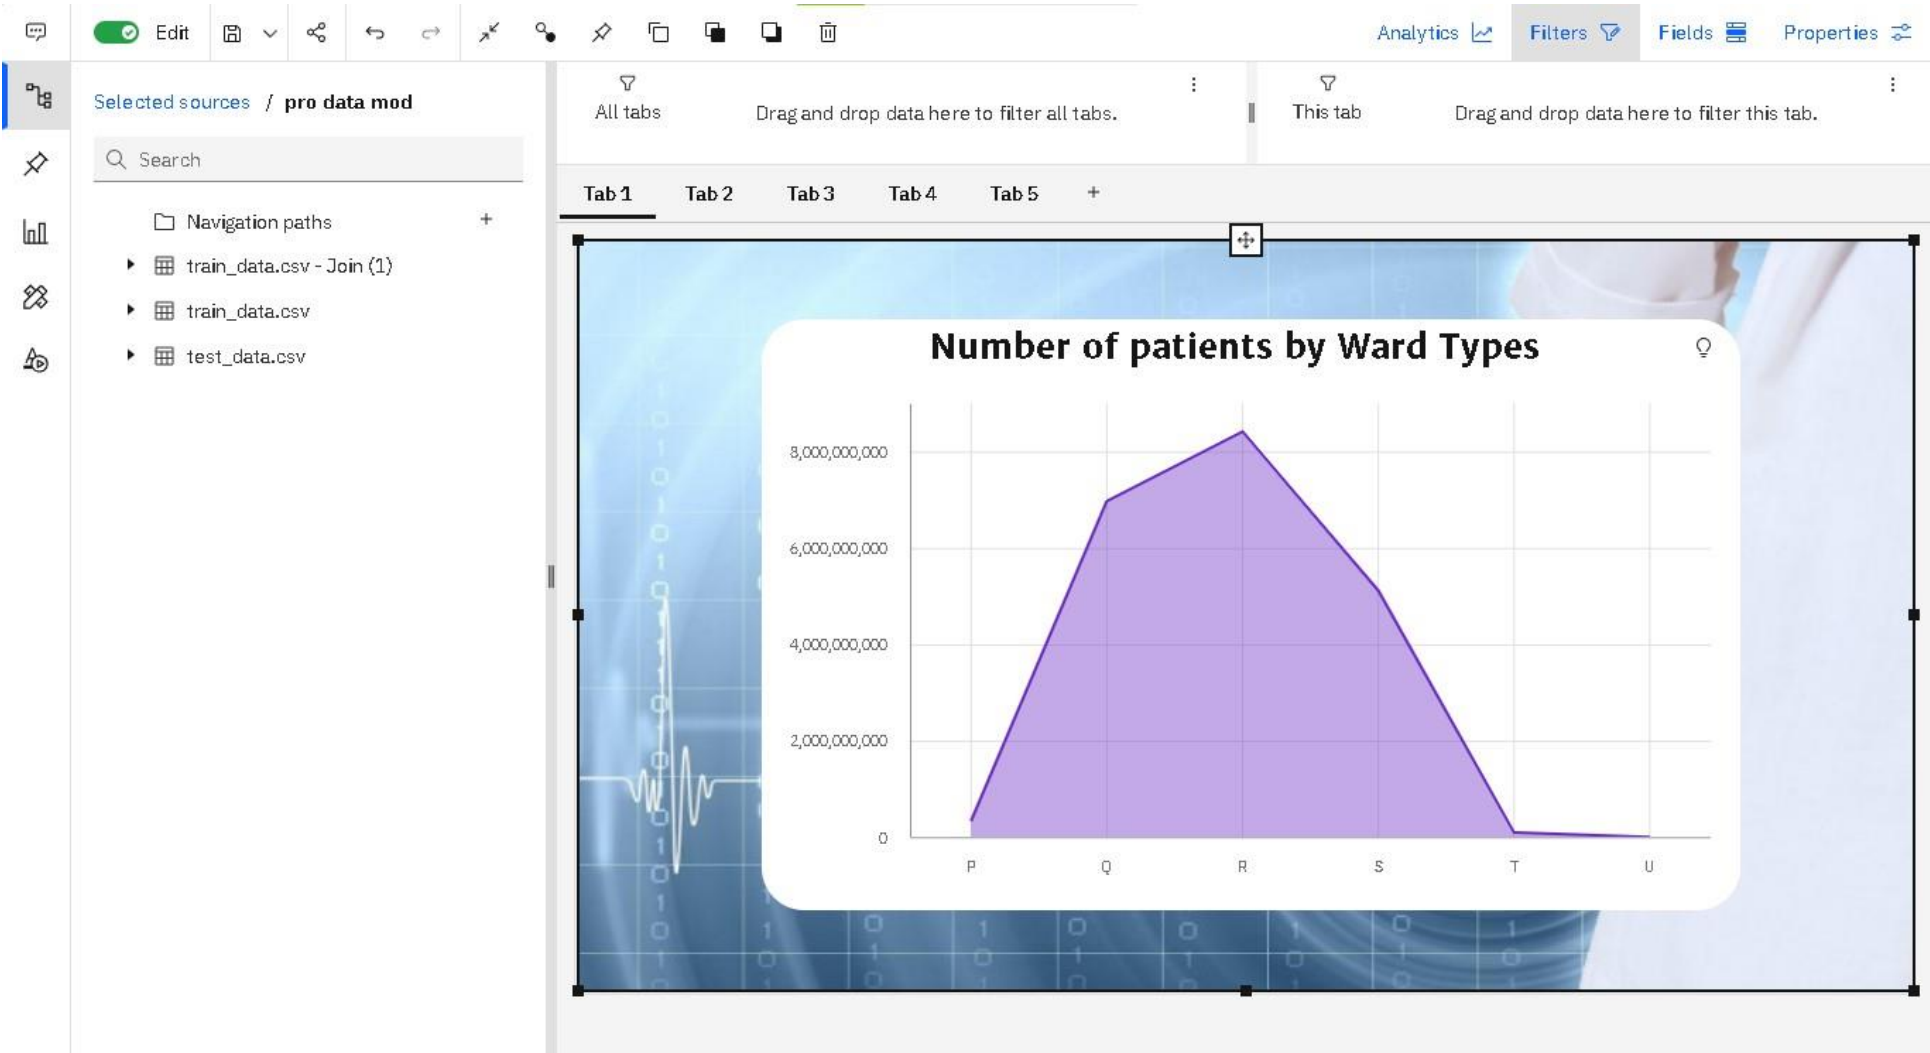 Edit
Analytics
Filters
Fields
Properties
Selected sources / pro data mod
Search
Navigation paths
train_data.csv - Join (1)
train_data.csv
test_data.csv
All tabs
Drag and drop data here to filter all tabs.
This tab
Drag and drop data here to filter this tab.
Tab 1
Tab 2
Tab 3
Tab 4
Tab 5
+
Number of patients by Ward Types
8,000,000,000
6,000,000,000
4,000,000,000
2,000,000,000
0
P Q R S T U